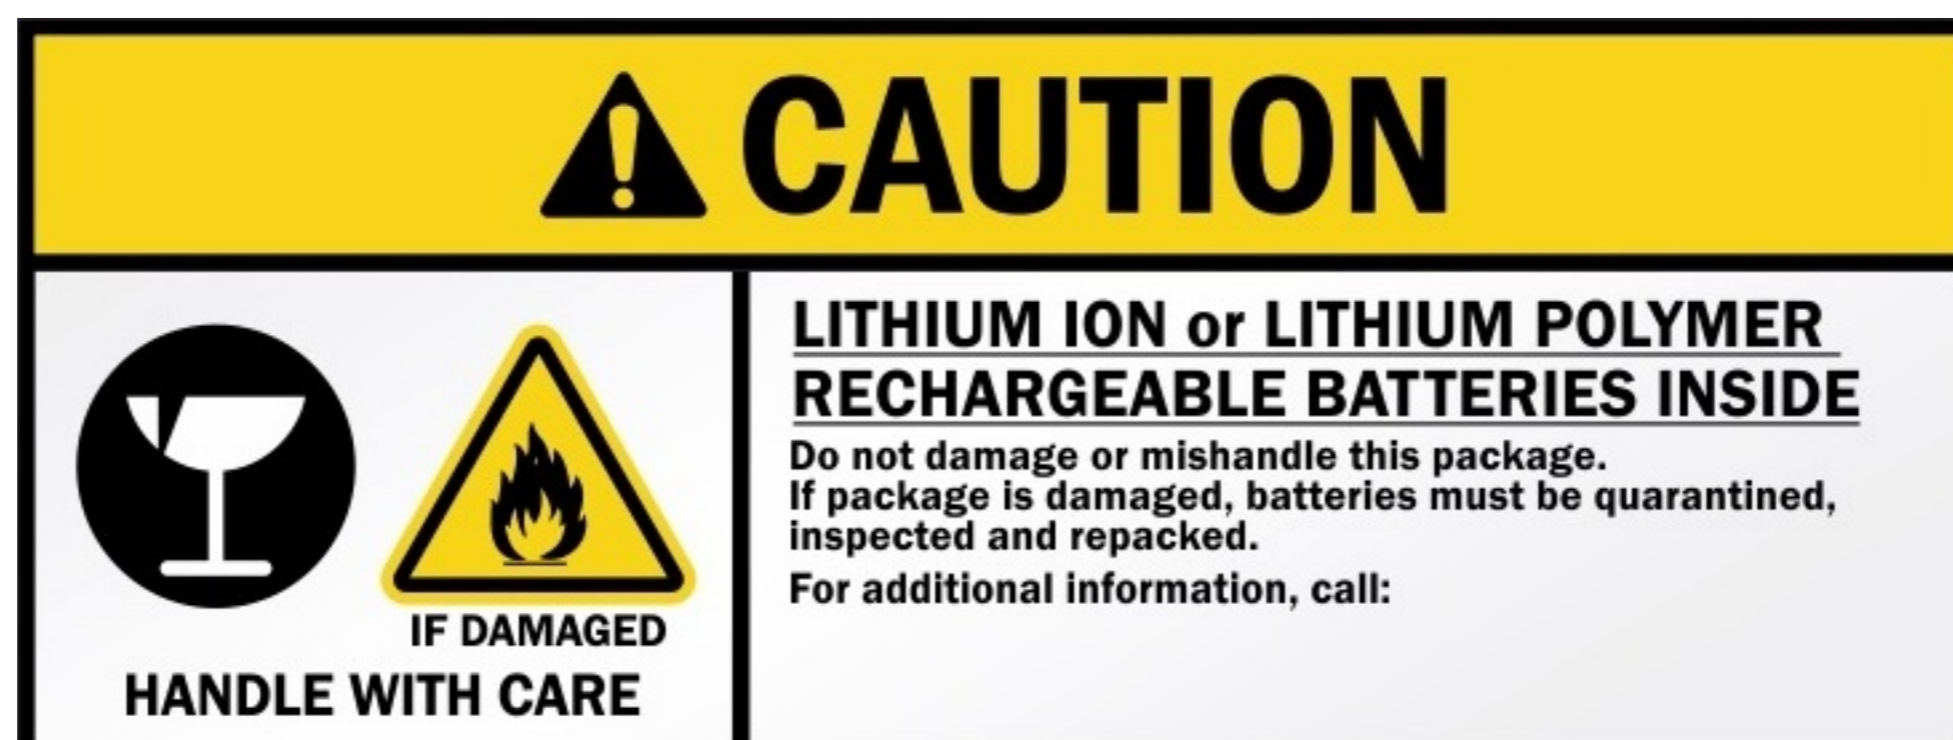 CAUTION
IF DAMAGED
HANDLE WITH CARE
LITHIUM ION or LITHIUM POLYMER
RECHARGEABLE BATTERIES INSIDE
Do not damage or mishandle this package.
If package is damaged, batteries must be quarantined,
inspected and repacked.
For additional information, call: